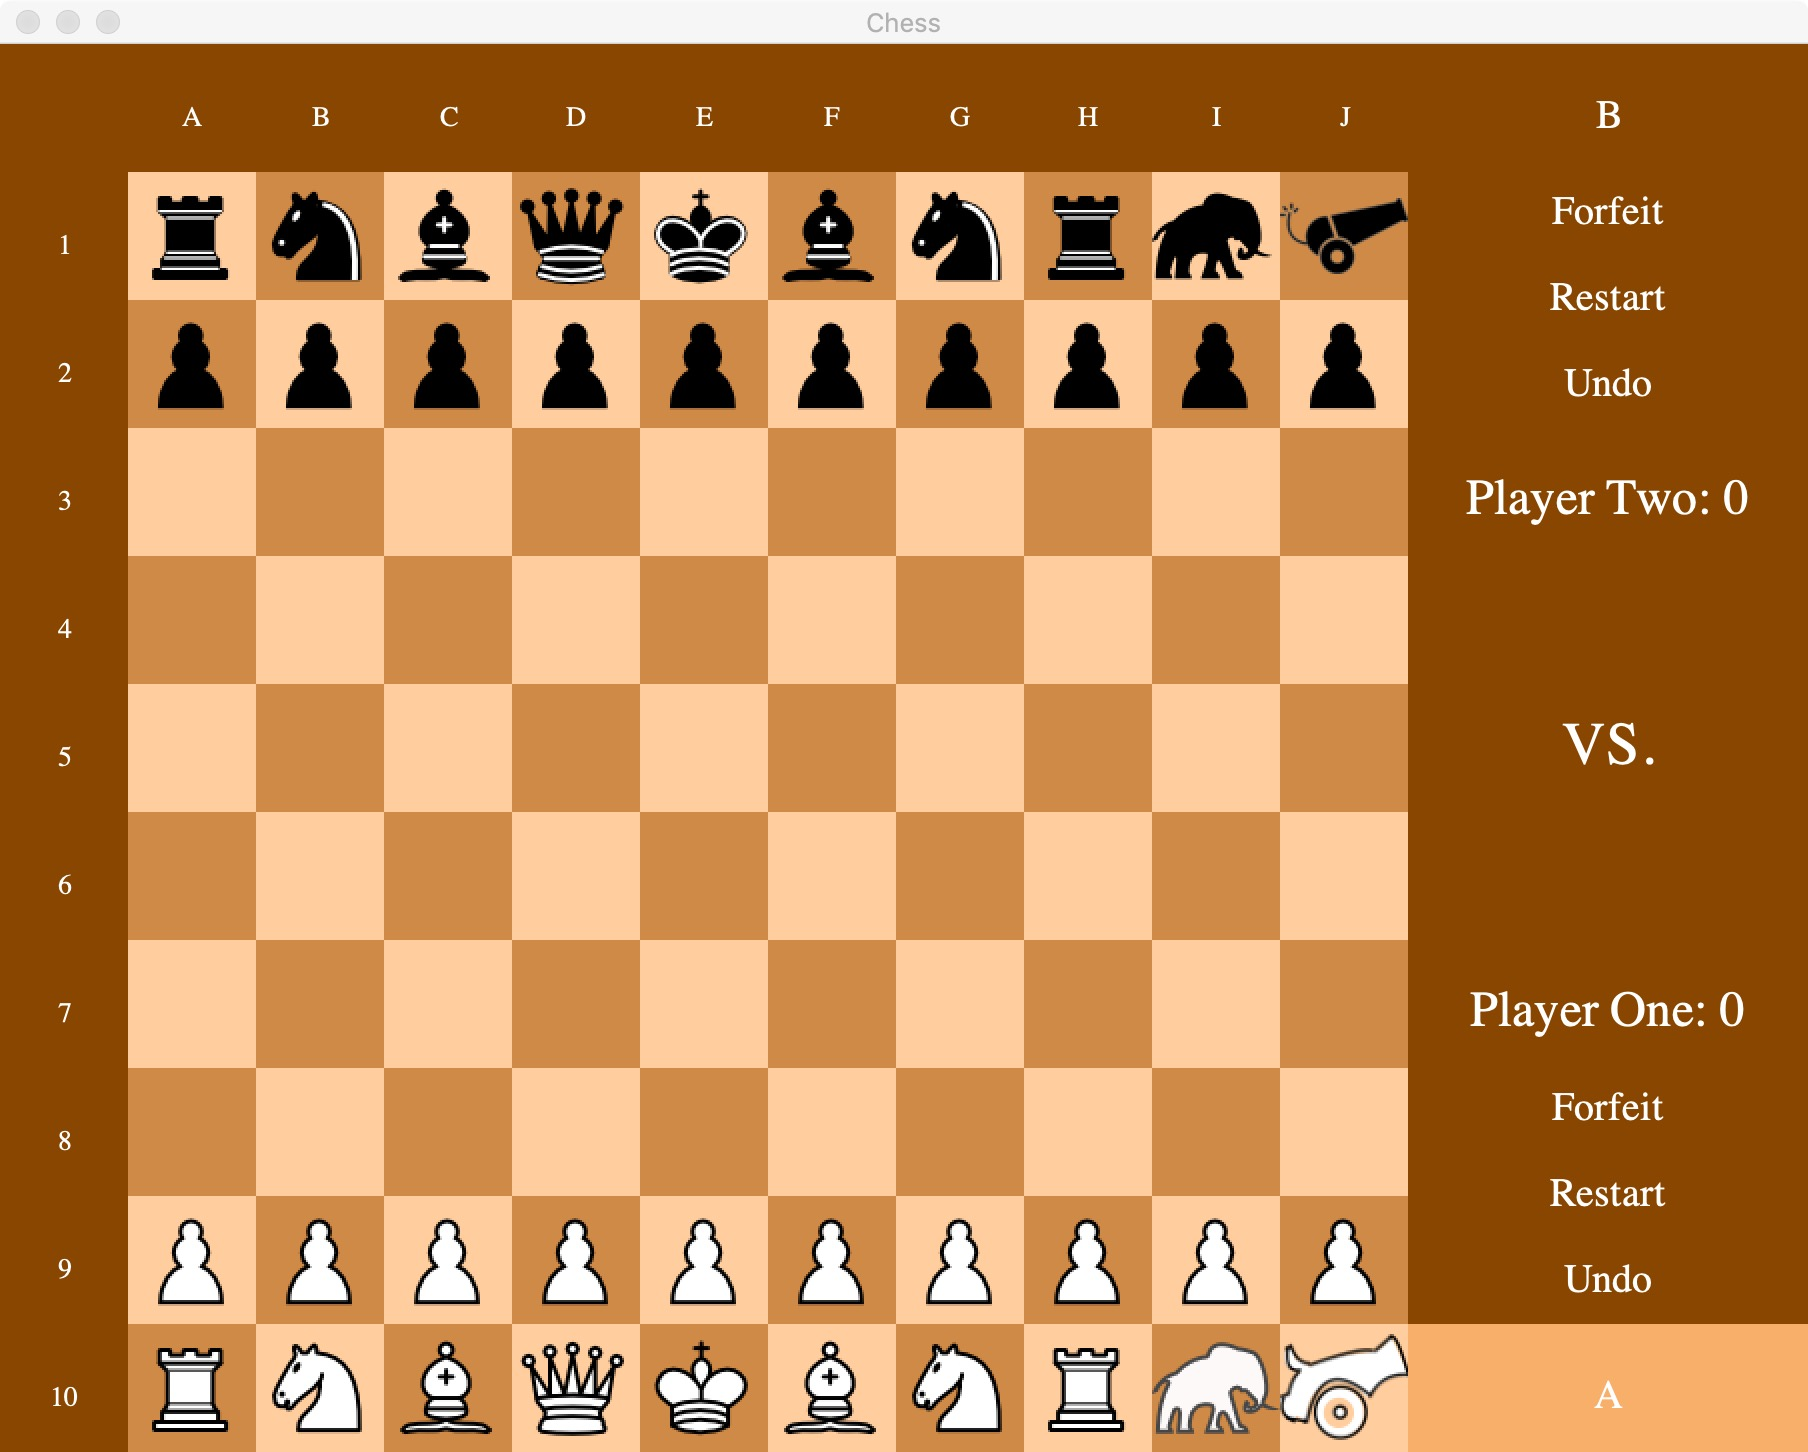 Chess
A B C D E F G H I J B
1
Forfeit
Restart
2
Undo
3
Player Two: 0
4
5
VS.
6
7
Player One: 0
Forfeit
8
Restart
9
Undo
10
A